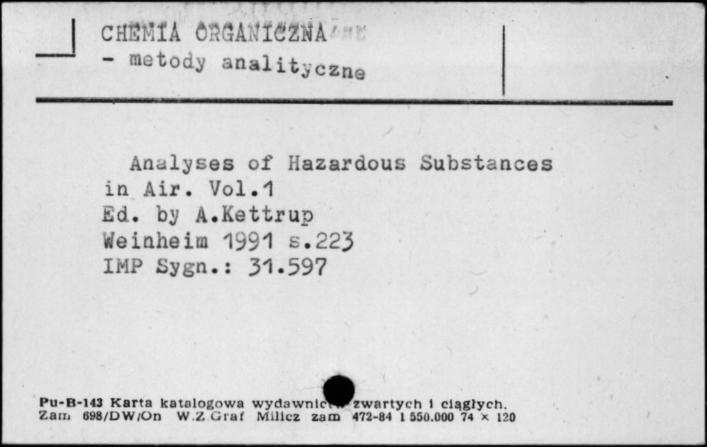 CHEMIA ORGANICZNA
- metody analityczne
Analyses of Hazardous Substances
in Air. Vol.1
Ed. by A.Kettrup
Weinheim 1991 s.223
IMP Sygn.: 31.597
Pu-B-143 Karta katalogowa wydawnictw zwartych i ciągłych.
Zam 698/DW/On W.Z.Graf Milicz zam 472-84 1 550.000 74 × 120